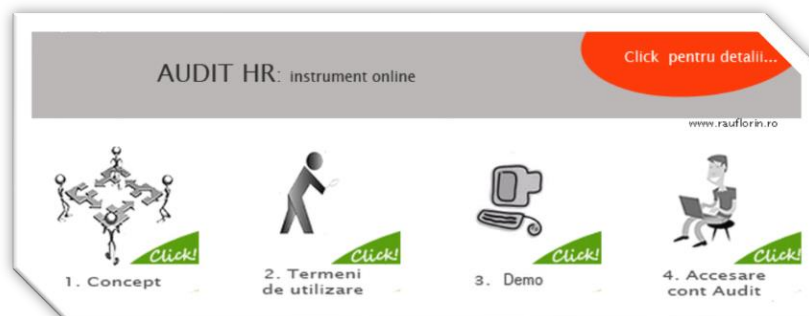 AUDIT HR: instrument online
Click pentru detalii...
www.rauflorin.ro
Click!
Click!
Click!
Click!
1. Concept
2. Termeni
de utilizare
3. Demo
4. Accesare
cont Audit